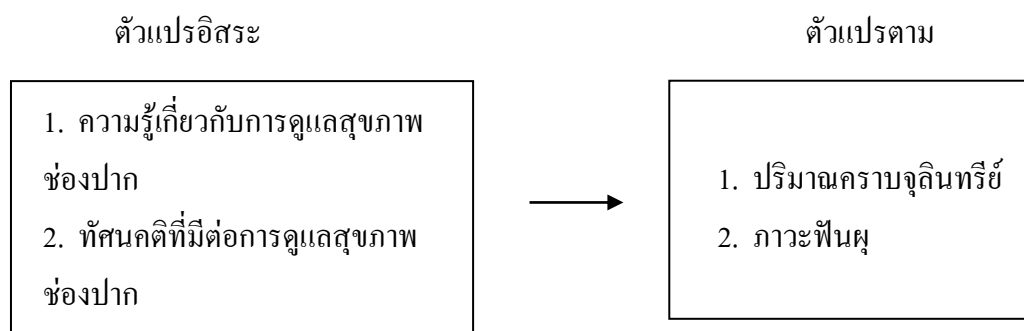 ตัวแปรอิสระ
ตัวแปรตาม
1. ความรู้เกี่ยวกับการดูแลสุขภาพ
ช่องปาก
2. ทัศนคติที่มีต่อการดูแลสุขภาพ
ช่องปาก
1. ปริมาณคราบจุลินทรีย์
2. ภาวะฟันผุ